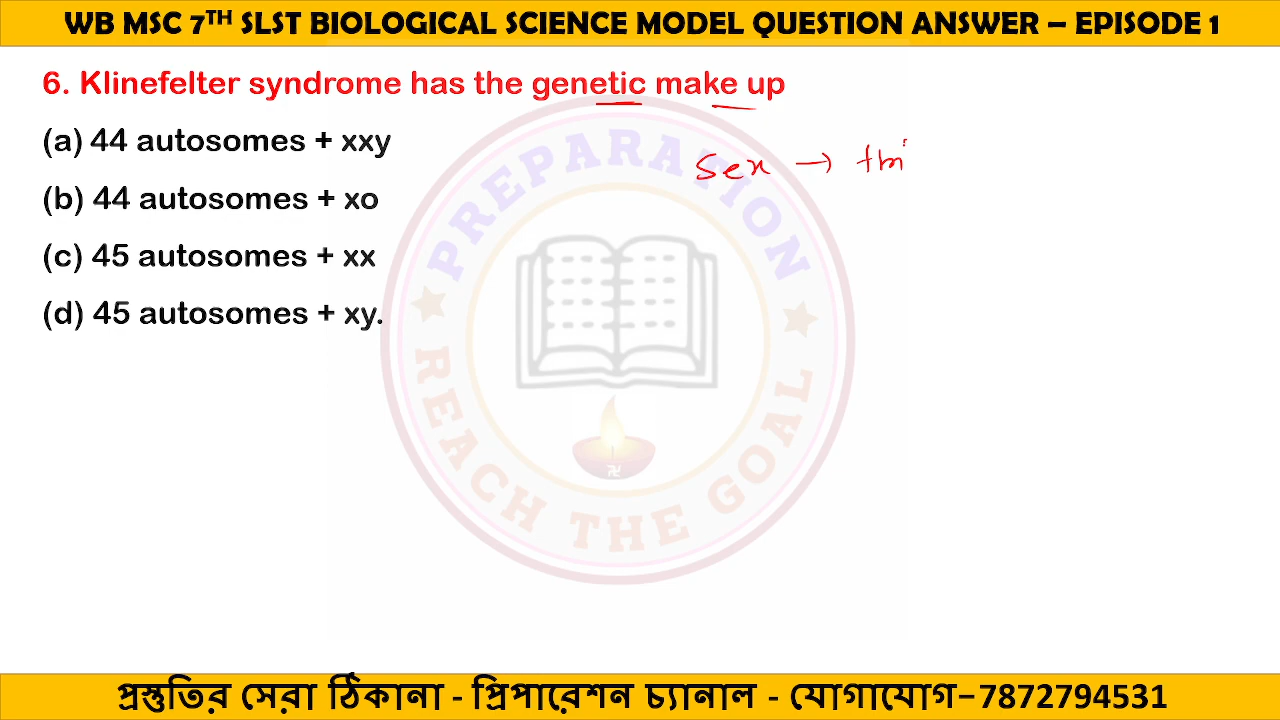 WB MSC 7TH SLST BIOLOGICAL SCIENCE MODEL QUESTION ANSWER – EPISODE 1
6. Klinefelter syndrome has the genetic make up
(a) 44 autosomes + xxy
Sex → tri
(b) 44 autosomes + xo
(c) 45 autosomes + xx
(d) 45 autosomes + xy.
PREPARATION
REACH THE GOAL
প্রস্তুতির সেরা ঠিকানা - প্রিপারেশন চ্যানাল - যোগাযোগ–7872794531